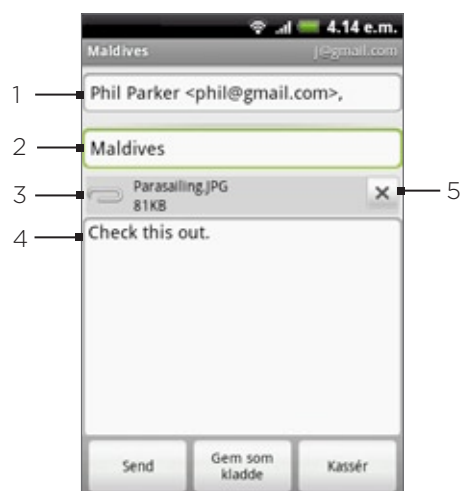 4.14 e.m.
Maldives j@gmail.com
1 Phil Parker <phil@gmail.com>,
2 Maldives
3 Parasailing.JPG 5
81KB
4 Check this out.
Send Gem som kladde Kassér